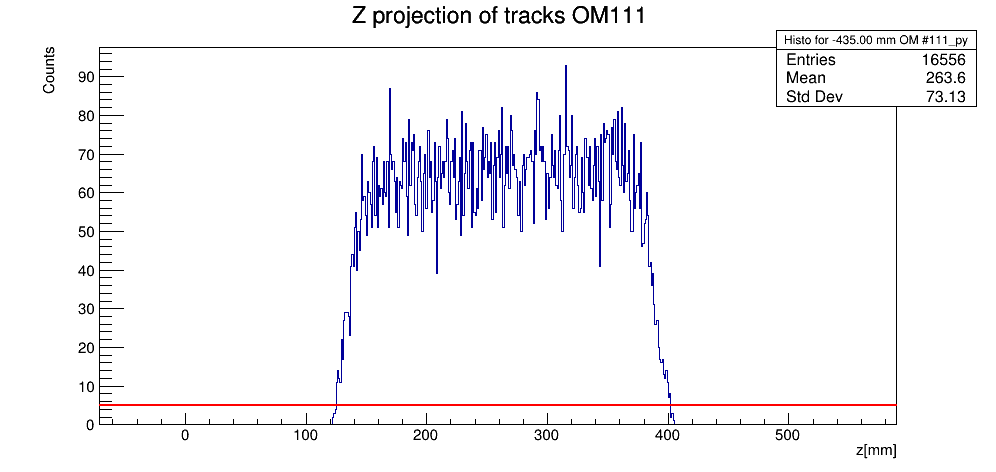 Z projection of tracks OM111
Histo for -435.00 mm OM #111_py
Entries 16556
Mean 263.6
Std Dev 73.13
Counts
90
80
70
60
50
40
30
20
10
0
0 100 200 300 400 500
z[mm]